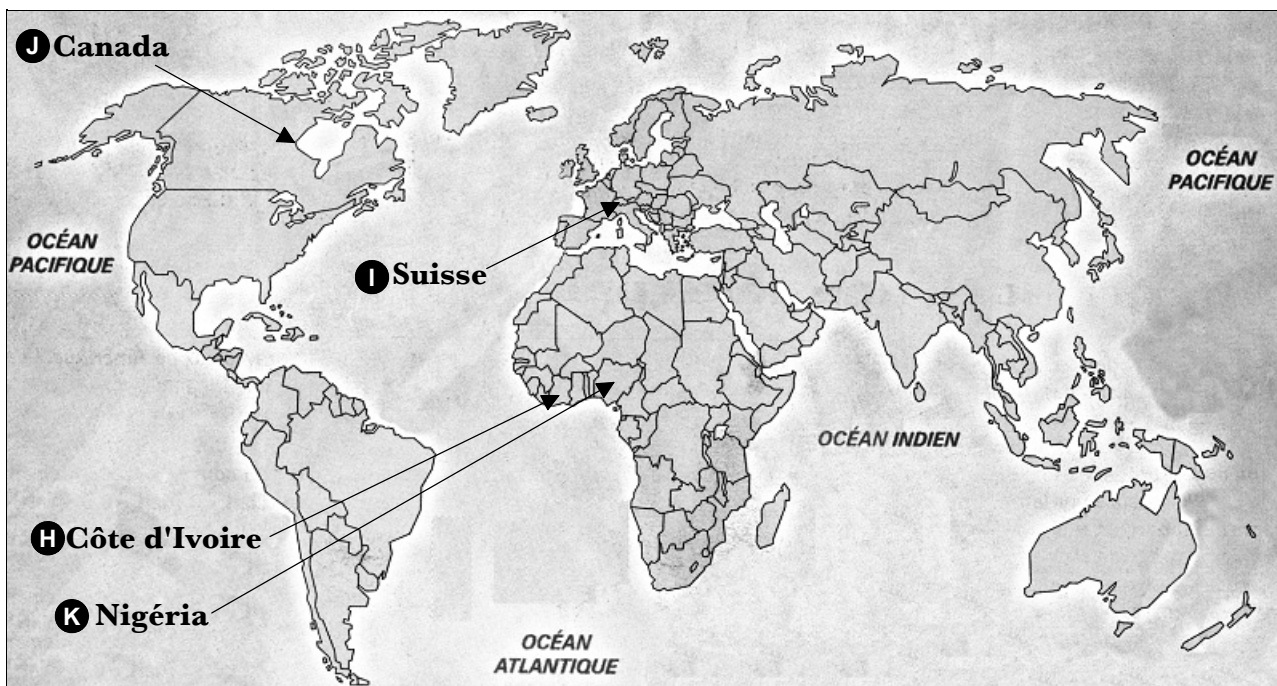 J Canada
OCÉAN
PACIFIQUE
OCÉAN
PACIFIQUE
I Suisse
OCÉAN INDIEN
H Côte d'Ivoire
K Nigéria
OCÉAN
ATLANTIQUE